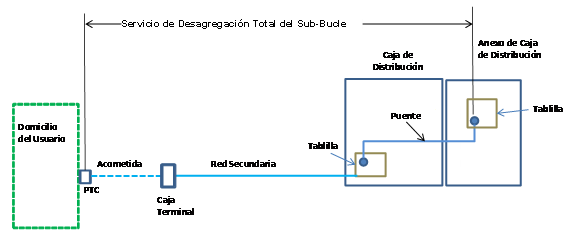 Servicio de Desagregación Total del Sub-Bucle
Anexo de Caja
de Distribución
Caja de
Distribución
Domicilio
del Usuario
Puente
Tablilla
Tablilla
Acometida
Red Secundaria
PTC
Caja
Terminal